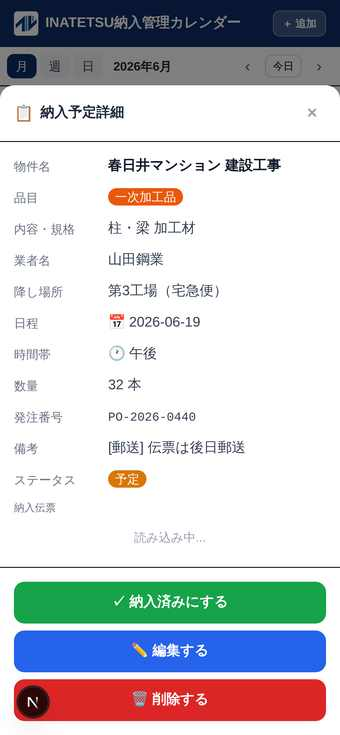 INATETSU納入管理カレンダー
+ 追加
月 週 日 2026年6月 ‹ 今日 ›
📋 納入予定詳細 ×
物件名 春日井マンション 建設工事
品目 一次加工品
内容・規格 柱・梁 加工材
業者名 山田鋼業
降し場所 第3工場（宅急便）
日程 📅 2026-06-19
時間帯 🕐 午後
数量 32 本
発注番号 PO-2026-0440
備考 [郵送] 伝票は後日郵送
ステータス 予定
納入伝票
読み込み中...
✓ 納入済みにする
✏️ 編集する
🗑️ 削除する
N